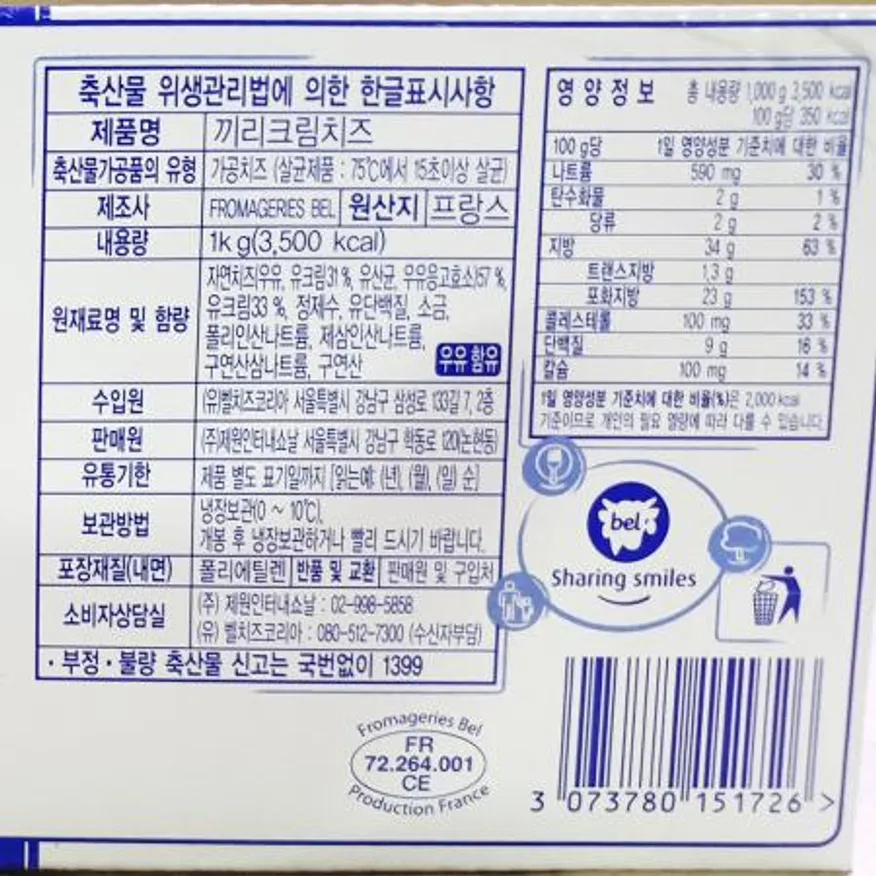 축산물 위생관리법에 의한 한글표시사항
제품명 끼리크림치즈
축산물가공품의 유형 가공치즈 (살균제품 : 75℃에서 15초이상 살균)
제조사 FROMAGERIES BEL 원산지 프랑스
내용량 1kg(3,500 kcal)
원재료명 및 함량
자연치즈(우유, 유크림31%, 유산균, 우유응고효소)57%,
유크림33%, 정제수, 유단백질, 소금,
폴리인산나트륨, 제삼인산나트륨,
구연산삼나트륨, 구연산
우유 함유
수입원 (유)벨치즈코리아 서울특별시 강남구 삼성로 133길 7, 2층
판매원 (주)제원인터내쇼날 서울특별시 강남구 학동로 120(논현동)
유통기한 제품 별도 표기일까지 [읽는예: (년), (월), (일) 순]
보관방법 냉장보관(0 ~ 10℃),
개봉 후 냉장보관하거나 빨리 드시기 바랍니다.
포장재질(내면) 폴리에틸렌 반품 및 교환 판매원 및 구입처
소비자상담실 (주) 제원인터내쇼날 : 02-998-5858
(유) 벨치즈코리아 : 080-512-7300 (수신자부담)
· 부정 · 불량 축산물 신고는 국번없이 1399
영양정보 총 내용량 1,000 g 3,500 kcal
100 g당 350 kcal
100 g당 1일 영양성분 기준치에 대한 비율
나트륨 590 mg 30 %
탄수화물 2 g 1 %
당류 2 g 2 %
지방 34 g 63 %
트랜스지방 1.3 g
포화지방 23 g 153 %
콜레스테롤 100 mg 33 %
단백질 9 g 16 %
칼슘 100 mg 14 %
1일 영양성분 기준치에 대한 비율(%)은 2,000 kcal
기준이므로 개인의 필요 열량에 따라 다를 수 있습니다.
bel
Sharing smiles
Fromageries Bel
FR
72.264.001
CE
Production France
3 073780 151726 >